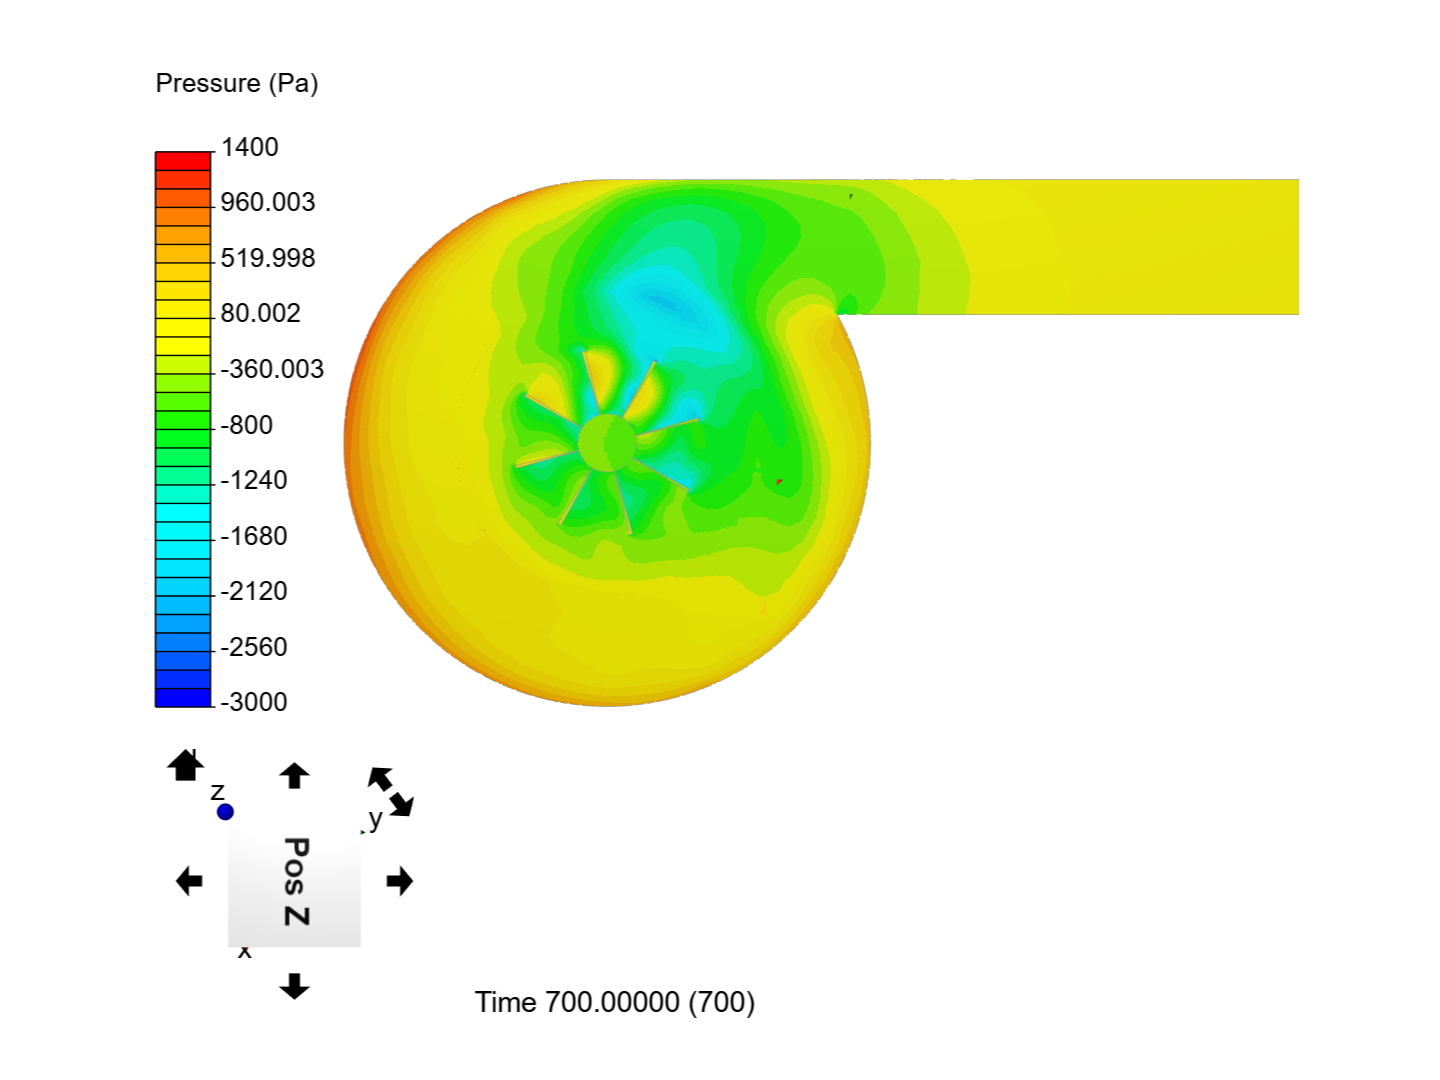 Pressure (Pa)
1400
960.003
519.998
80.002
-360.003
-800
-1240
-1680
-2120
-2560
-3000
z
y
Pos Z
x
Time 700.00000 (700)